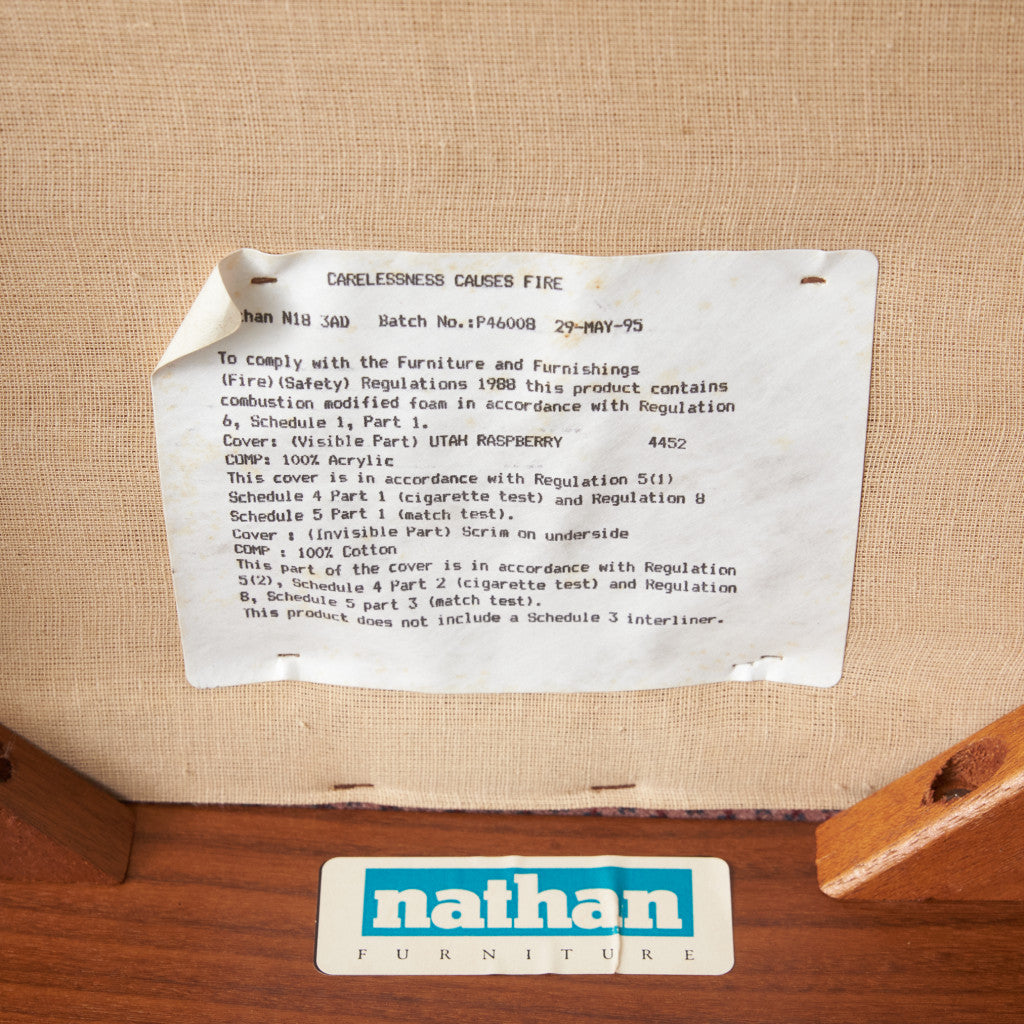 CARELESSNESS CAUSES FIRE
than N18 3AD Batch No.:P46008 29-MAY-95
To comply with the Furniture and Furnishings
(Fire)(Safety) Regulations 1988 this product contains
combustion modified foam in accordance with Regulation
6, Schedule 1, Part 1.
Cover: (Visible Part) UTAH RASPBERRY 4452
COMP: 100% Acrylic
This cover is in accordance with Regulation 5(1)
Schedule 4 Part 1 (cigarette test) and Regulation 8
Schedule 5 Part 1 (match test).
Cover : (Invisible Part) Scrim on underside
COMP : 100% Cotton
This part of the cover is in accordance with Regulation
5(2), Schedule 4 Part 2 (cigarette test) and Regulation
8, Schedule 5 part 3 (match test).
This product does not include a Schedule 3 interliner.
nathan
FURNITURE